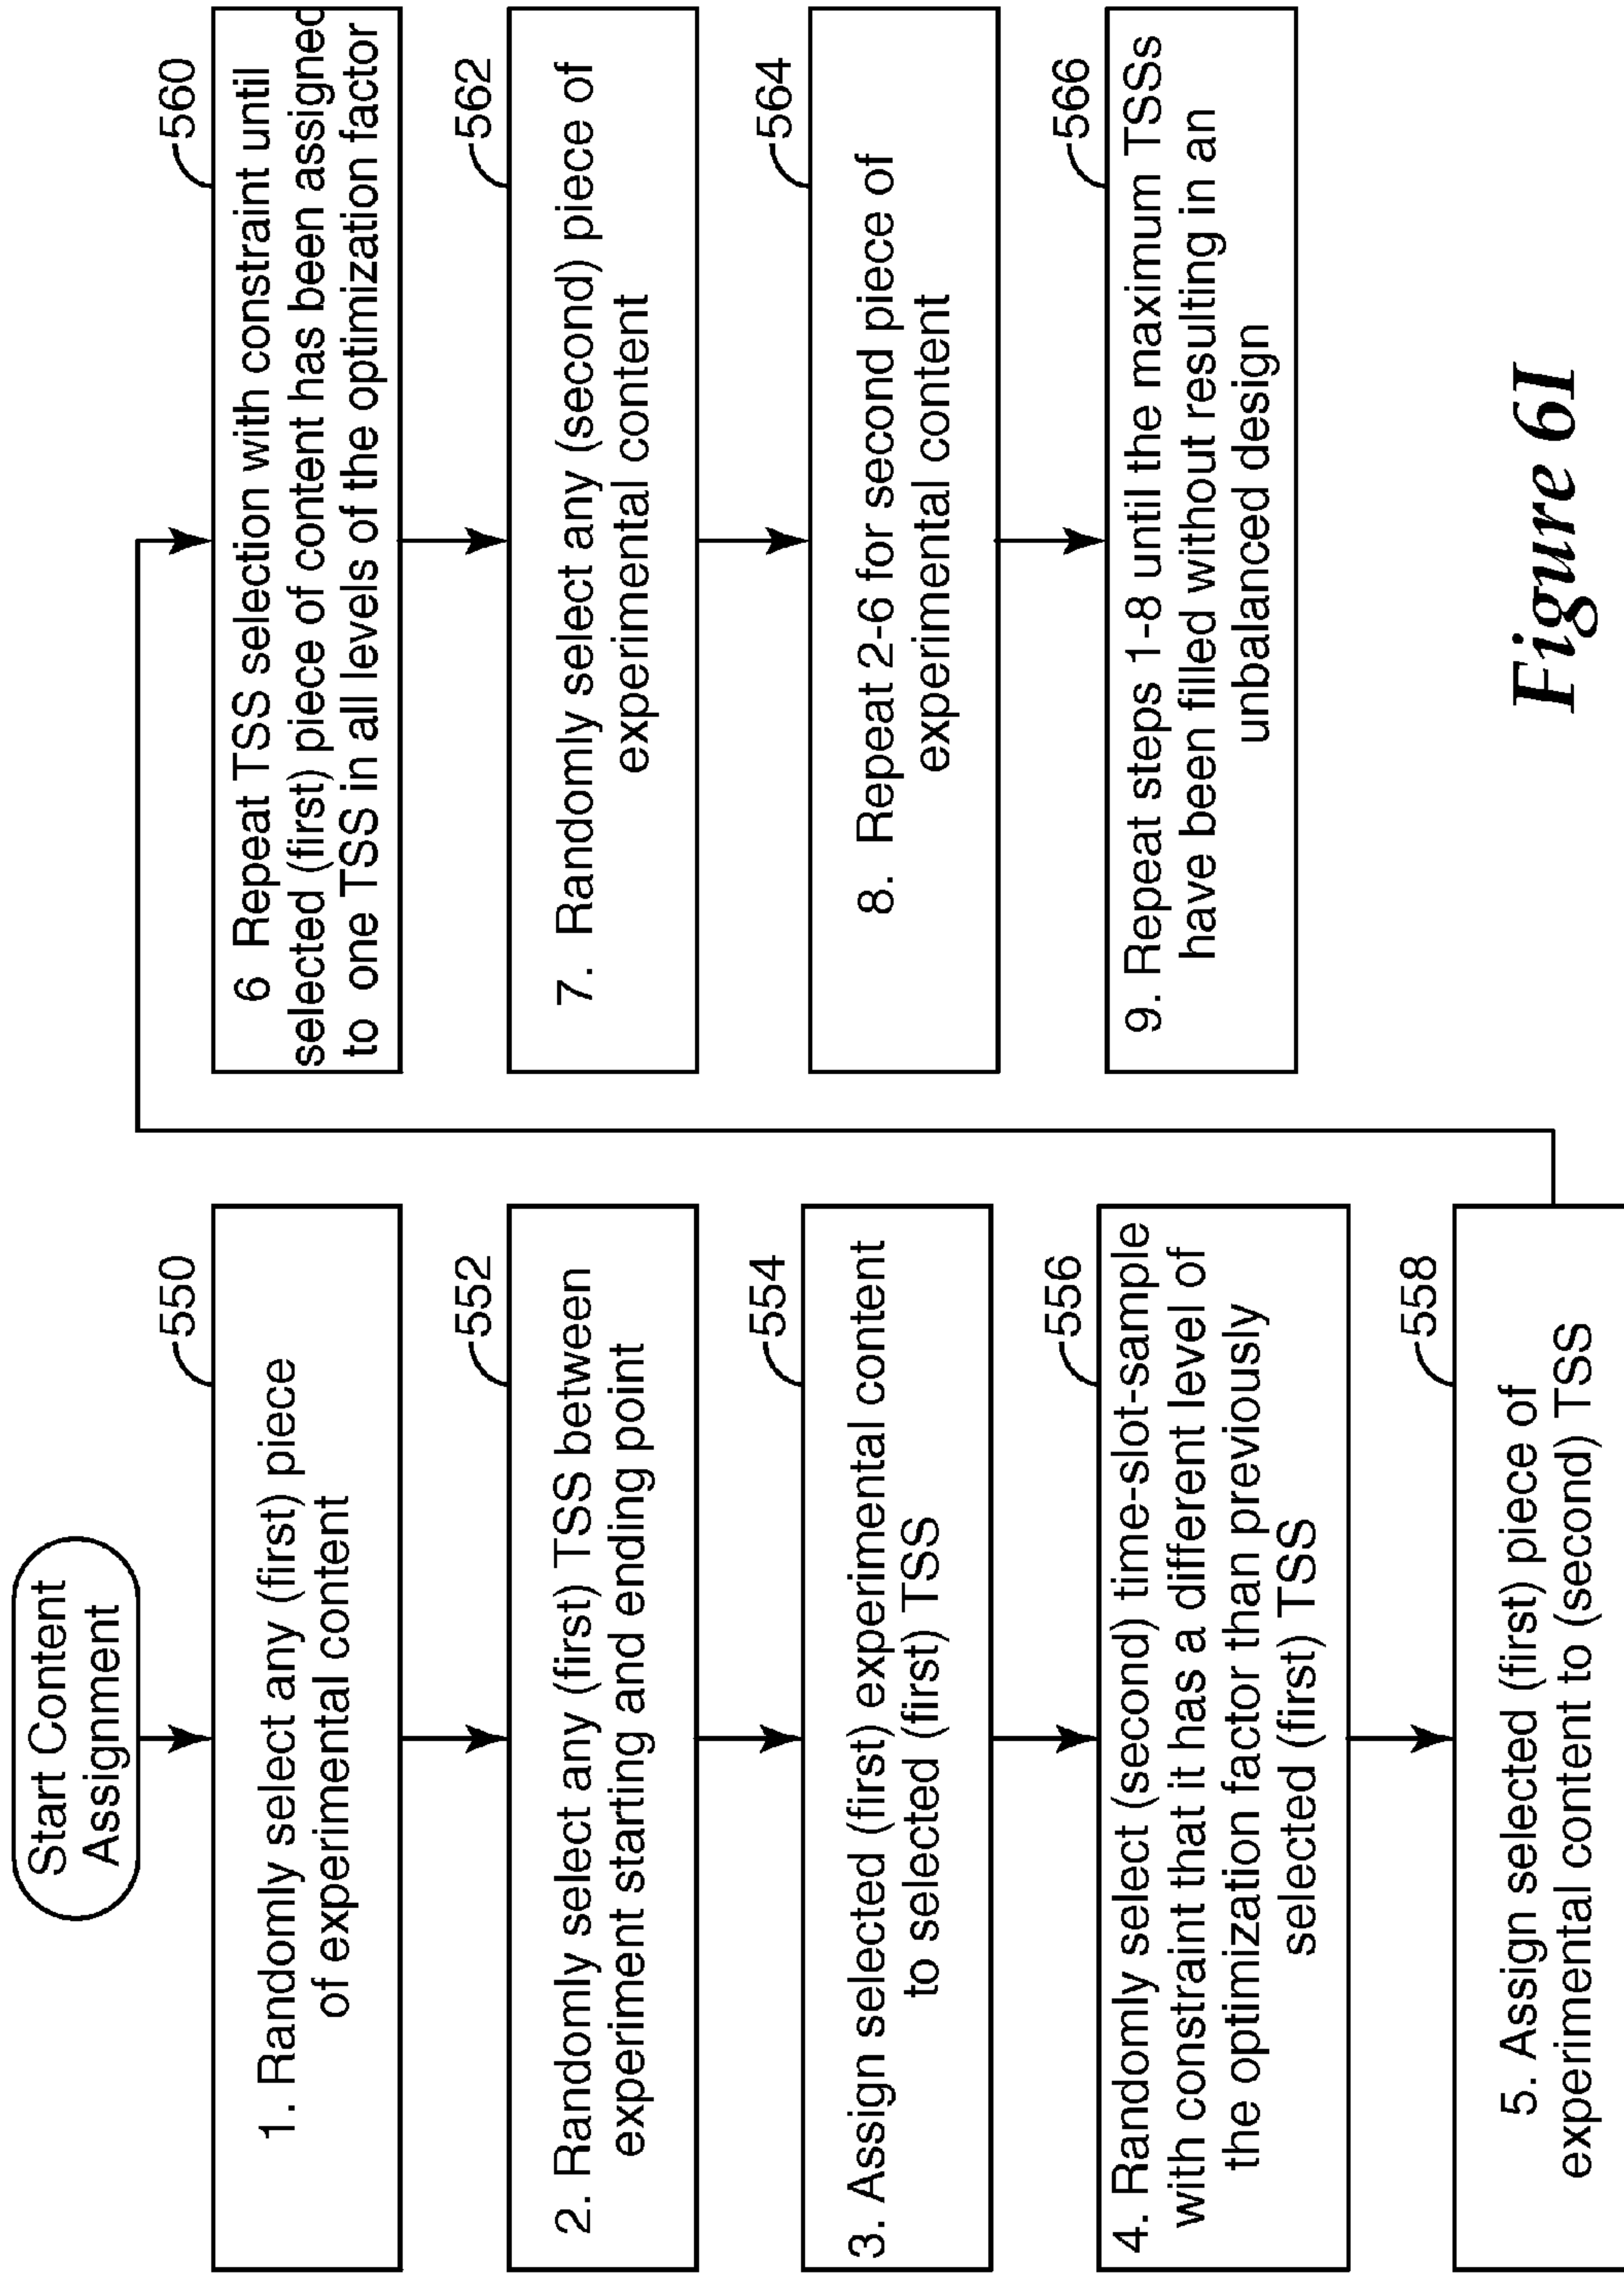 Start Content
Assignment
550
1. Randomly select any (first) piece
of experimental content
552
2. Randomly select any (first) TSS between
experiment starting and ending point
554
3. Assign selected (first) experimental content
to selected (first) TSS
556
4. Randomly select (second) time-slot-sample
with constraint that it has a different level of
the optimization factor than previously
selected (first) TSS
558
5. Assign selected (first) piece of
experimental content to (second) TSS
560
6 Repeat TSS selection with constraint until
selected (first) piece of content has been assigned
to one TSS in all levels of the optimization factor
562
7. Randomly select any (second) piece of
experimental content
564
8. Repeat 2-6 for second piece of
experimental content
566
9. Repeat steps 1-8 until the maximum TSSs
have been filled without resulting in an
unbalanced design
Figure 6I